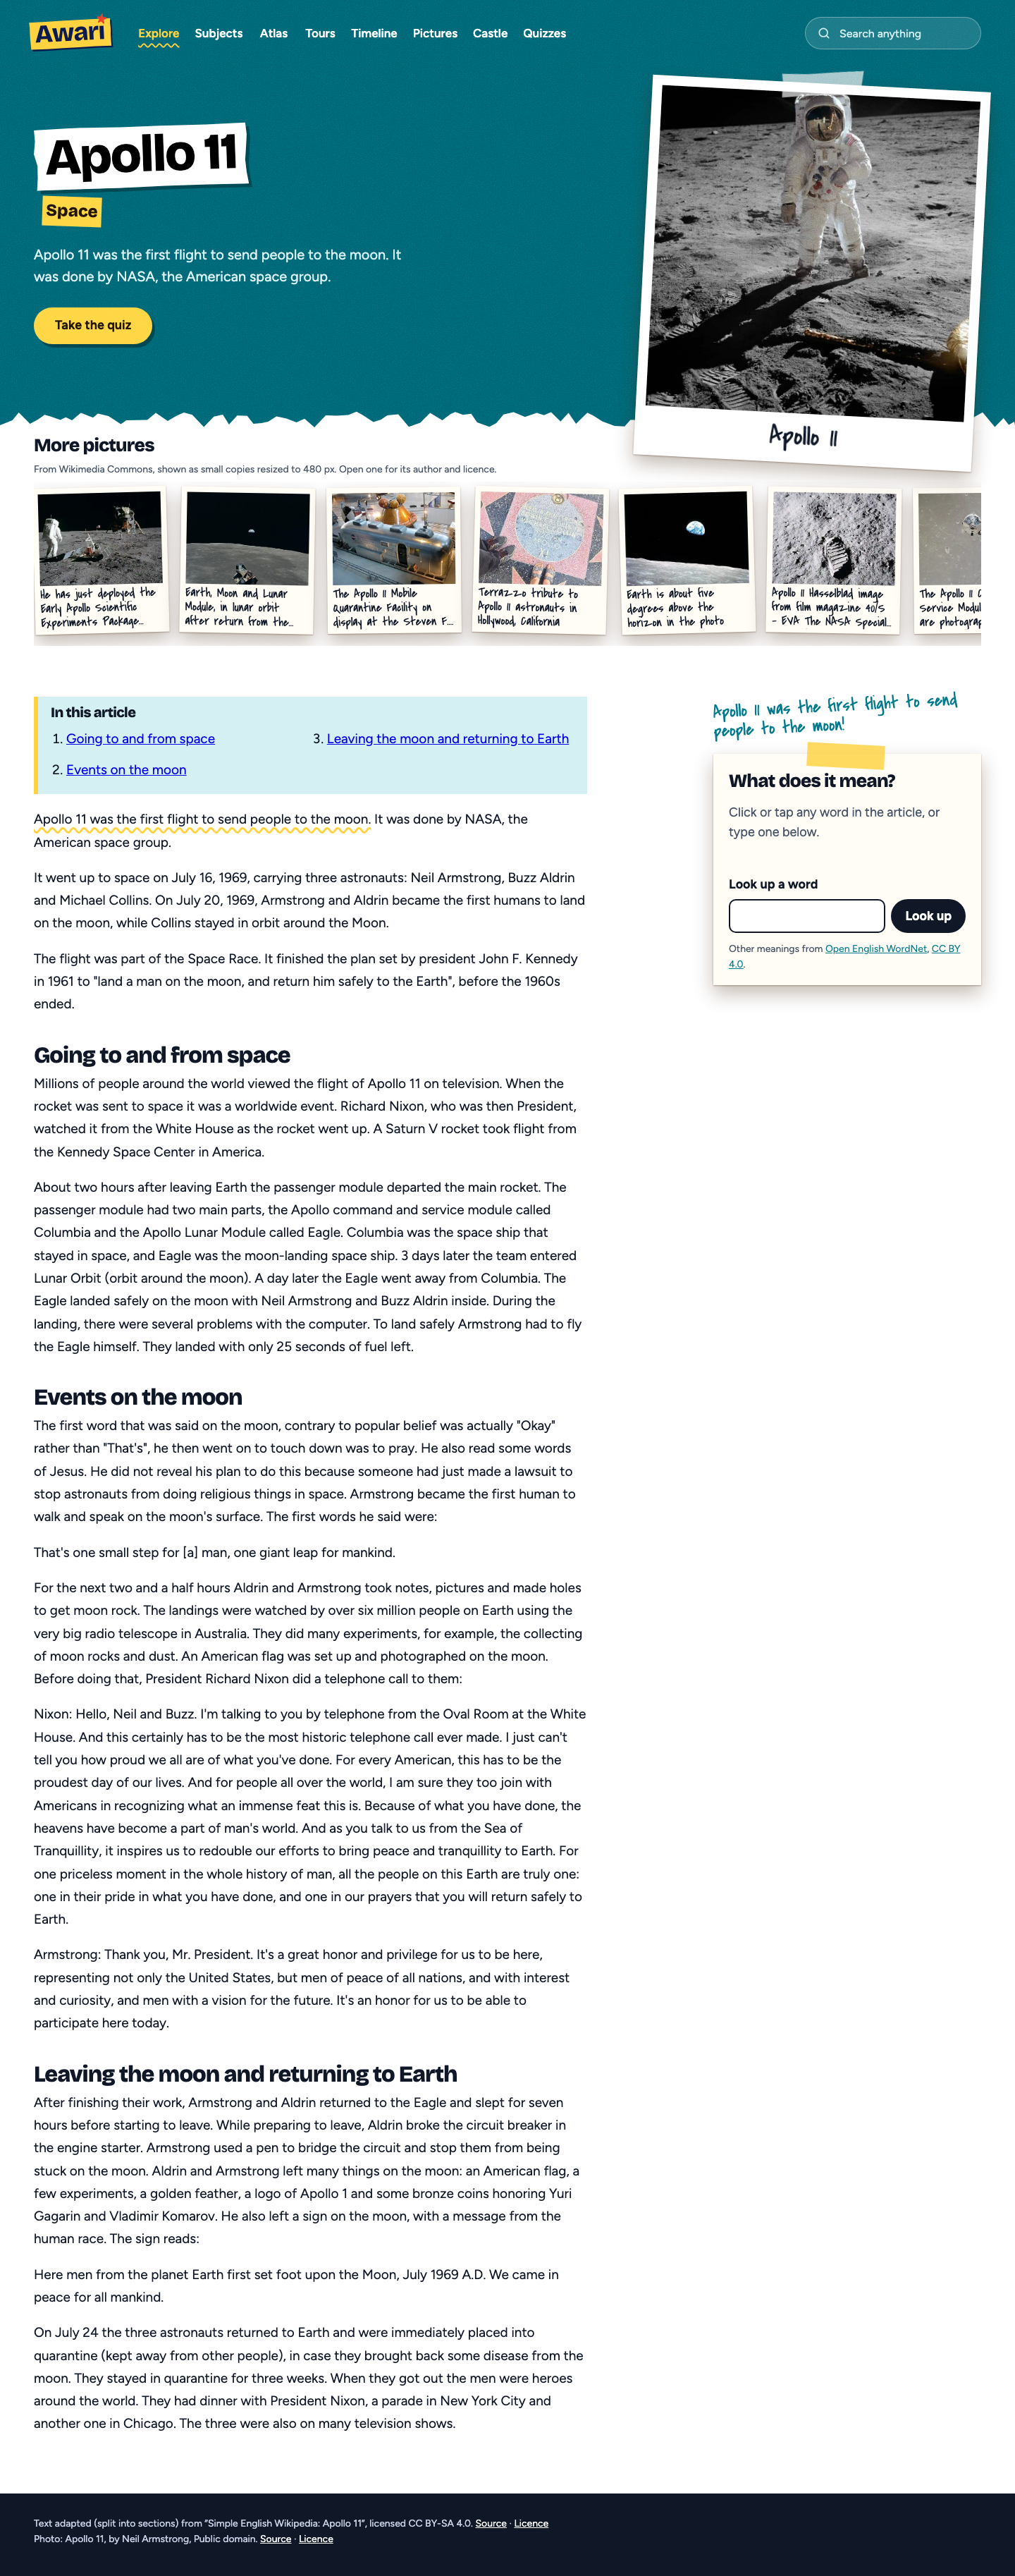 Awari
Explore
Subjects
Atlas
Tours
Timeline
Pictures
Castle
Quizzes
Search anything
Apollo 11
Space
Apollo 11 was the first flight to send people to the moon. It
was done by NASA, the American space group.
Take the quiz
Apollo 11
More pictures
From Wikimedia Commons, shown as small copies resized to 480 px. Open one for its author and licence.
He has just deployed the
Early Apollo Scientific
Experiments Package...
Earth, Moon and Lunar
Module, in lunar orbit
after return from the...
The Apollo 11 Mobile
Quarantine Facility on
display at the Steven F....
Terrazzo tribute to
Apollo 11 astronauts in
Hollywood, California
Earth is about five
degrees above the
horizon in the photo
Apollo 11 Hasselblad image
from film magazine 40/S
- EVA The NASA Special...
The Apollo 11 C
Service Modul
are photograp
In this article
1. Going to and from space
2. Events on the moon
3. Leaving the moon and returning to Earth
Apollo 11 was the first flight to send people to the moon. It was done by NASA, the
American space group.
It went up to space on July 16, 1969, carrying three astronauts: Neil Armstrong, Buzz Aldrin
and Michael Collins. On July 20, 1969, Armstrong and Aldrin became the first humans to land
on the moon, while Collins stayed in orbit around the Moon.
The flight was part of the Space Race. It finished the plan set by president John F. Kennedy
in 1961 to "land a man on the moon, and return him safely to the Earth", before the 1960s
ended.
Going to and from space
Millions of people around the world viewed the flight of Apollo 11 on television. When the
rocket was sent to space it was a worldwide event. Richard Nixon, who was then President,
watched it from the White House as the rocket went up. A Saturn V rocket took flight from
the Kennedy Space Center in America.
About two hours after leaving Earth the passenger module departed the main rocket. The
passenger module had two main parts, the Apollo command and service module called
Columbia and the Apollo Lunar Module called Eagle. Columbia was the space ship that
stayed in space, and Eagle was the moon-landing space ship. 3 days later the team entered
Lunar Orbit (orbit around the moon). A day later the Eagle went away from Columbia. The
Eagle landed safely on the moon with Neil Armstrong and Buzz Aldrin inside. During the
landing, there were several problems with the computer. To land safely Armstrong had to fly
the Eagle himself. They landed with only 25 seconds of fuel left.
Events on the moon
The first word that was said on the moon, contrary to popular belief was actually "Okay"
rather than "That's", he then went on to touch down was to pray. He also read some words
of Jesus. He did not reveal his plan to do this because someone had just made a lawsuit to
stop astronauts from doing religious things in space. Armstrong became the first human to
walk and speak on the moon's surface. The first words he said were:
That's one small step for [a] man, one giant leap for mankind.
For the next two and a half hours Aldrin and Armstrong took notes, pictures and made holes
to get moon rock. The landings were watched by over six million people on Earth using the
very big radio telescope in Australia. They did many experiments, for example, the collecting
of moon rocks and dust. An American flag was set up and photographed on the moon.
Before doing that, President Richard Nixon did a telephone call to them:
Nixon: Hello, Neil and Buzz. I'm talking to you by telephone from the Oval Room at the White
House. And this certainly has to be the most historic telephone call ever made. I just can't
tell you how proud we all are of what you've done. For every American, this has to be the
proudest day of our lives. And for people all over the world, I am sure they too join with
Americans in recognizing what an immense feat this is. Because of what you have done, the
heavens have become a part of man's world. And as you talk to us from the Sea of
Tranquillity, it inspires us to redouble our efforts to bring peace and tranquillity to Earth. For
one priceless moment in the whole history of man, all the people on this Earth are truly one:
one in their pride in what you have done, and one in our prayers that you will return safely to
Earth.
Armstrong: Thank you, Mr. President. It's a great honor and privilege for us to be here,
representing not only the United States, but men of peace of all nations, and with interest
and curiosity, and men with a vision for the future. It's an honor for us to be able to
participate here today.
Leaving the moon and returning to Earth
After finishing their work, Armstrong and Aldrin returned to the Eagle and slept for seven
hours before starting to leave. While preparing to leave, Aldrin broke the circuit breaker in
the engine starter. Armstrong used a pen to bridge the circuit and stop them from being
stuck on the moon. Aldrin and Armstrong left many things on the moon: an American flag, a
few experiments, a golden feather, a logo of Apollo 1 and some bronze coins honoring Yuri
Gagarin and Vladimir Komarov. He also left a sign on the moon, with a message from the
human race. The sign reads:
Here men from the planet Earth first set foot upon the Moon, July 1969 A.D. We came in
peace for all mankind.
On July 24 the three astronauts returned to Earth and were immediately placed into
quarantine (kept away from other people), in case they brought back some disease from the
moon. They stayed in quarantine for three weeks. When they got out the men were heroes
around the world. They had dinner with President Nixon, a parade in New York City and
another one in Chicago. The three were also on many television shows.
Apollo 11 was the first flight to send
people to the moon!
What does it mean?
Click or tap any word in the article, or
type one below.
Look up a word
Look up
Other meanings from Open English WordNet, CC BY
4.0.
Text adapted (split into sections) from "Simple English Wikipedia: Apollo 11", licensed CC BY-SA 4.0. Source · Licence
Photo: Apollo 11, by Neil Armstrong, Public domain. Source · Licence